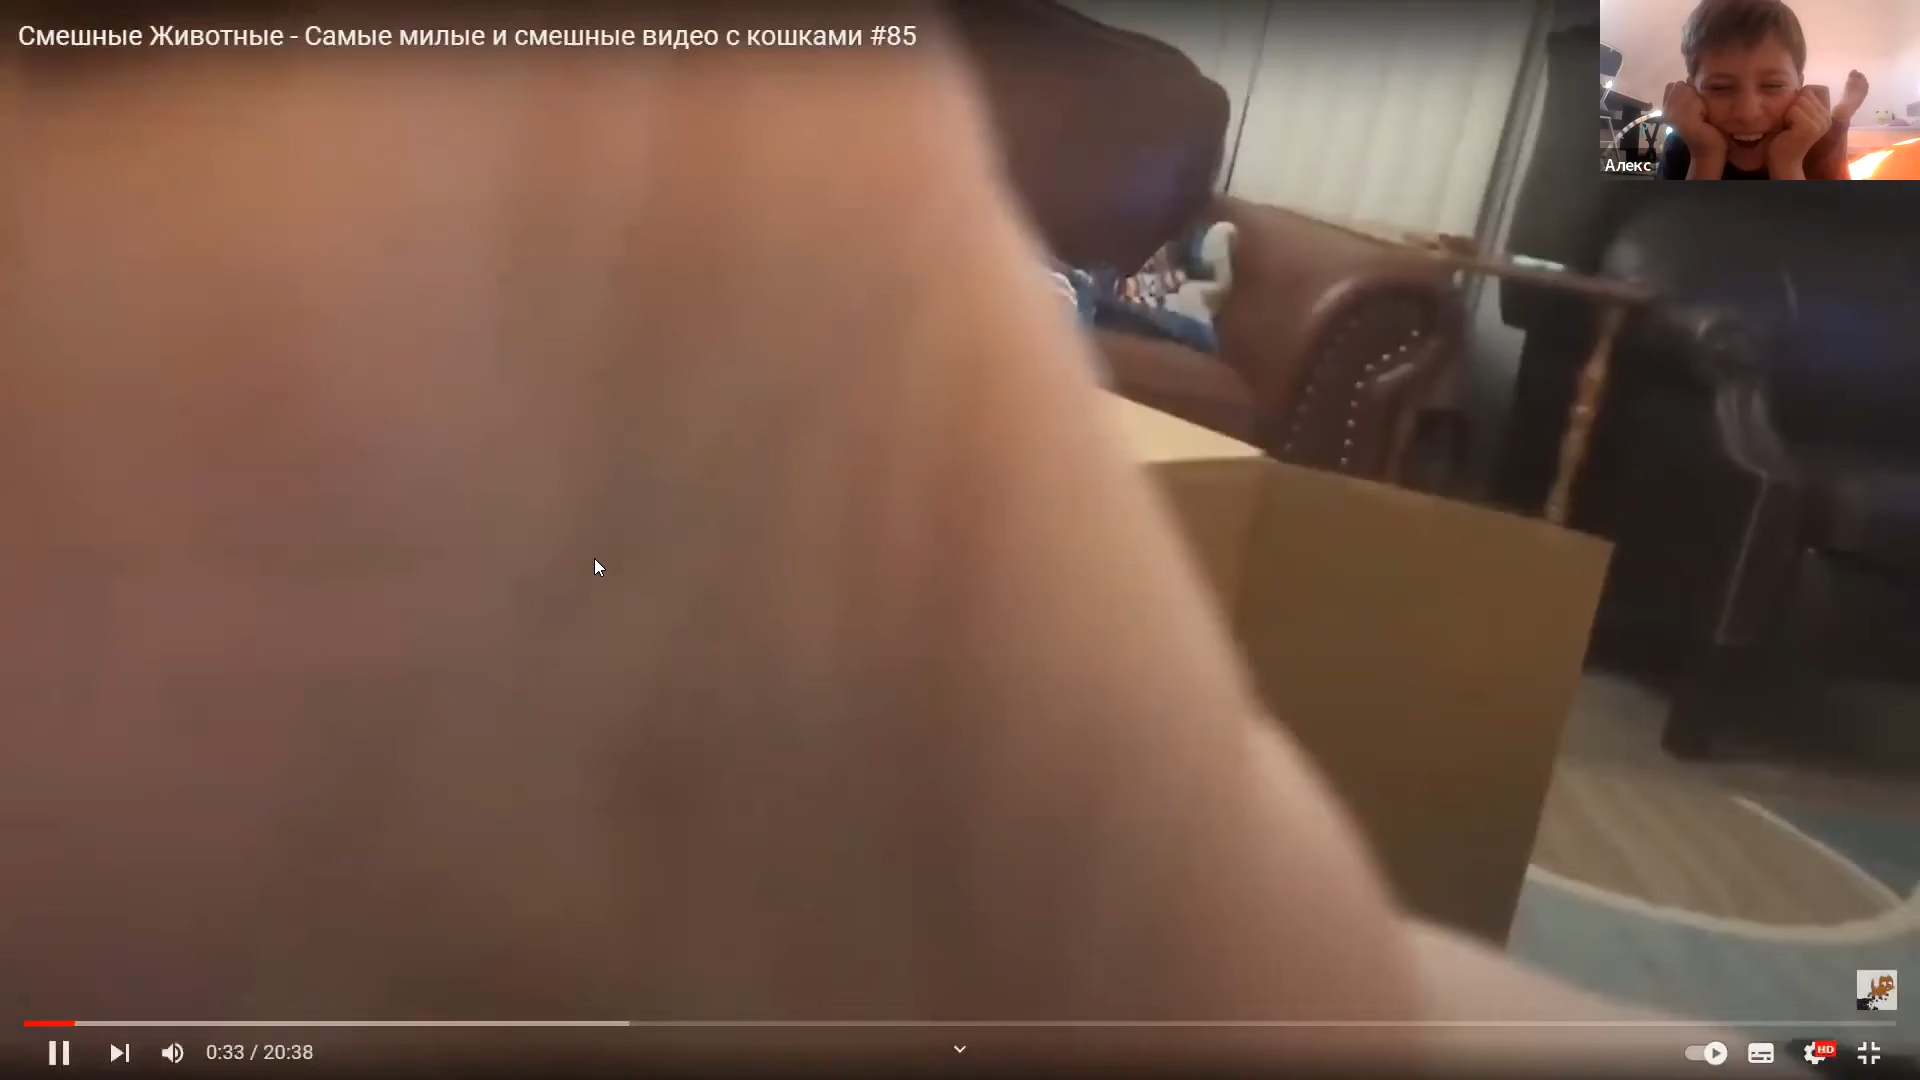 Смешные Животные - Самые милые и смешные видео с кошками #85
Алекс
0:33 / 20:38
HD